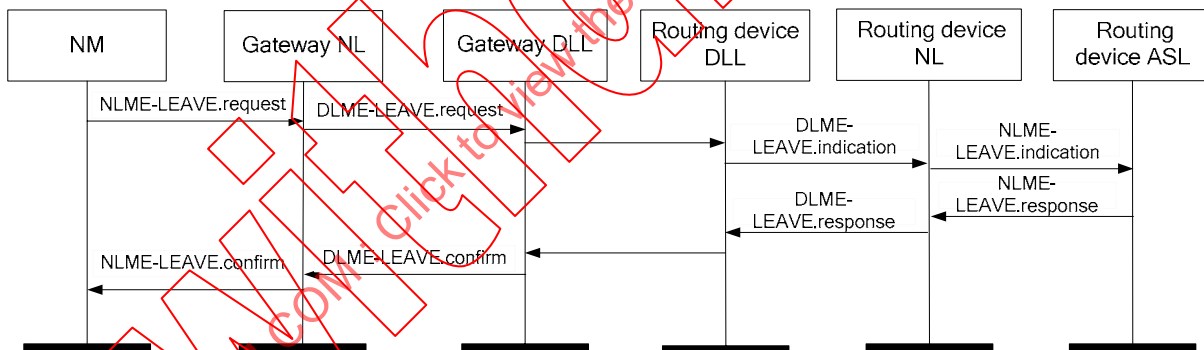 NM
Gateway NL
Gateway DLL
Routing device
DLL
Routing device
NL
Routing
device ASL
NLME-LEAVE.request
DLME-LEAVE.request
DLME-
LEAVE.indication
NLME-
LEAVE.indication
NLME-
LEAVE.response
DLME-
LEAVE.response
DLME-LEAVE.confirm
NLME-LEAVE.confirm
COM : Click to view the